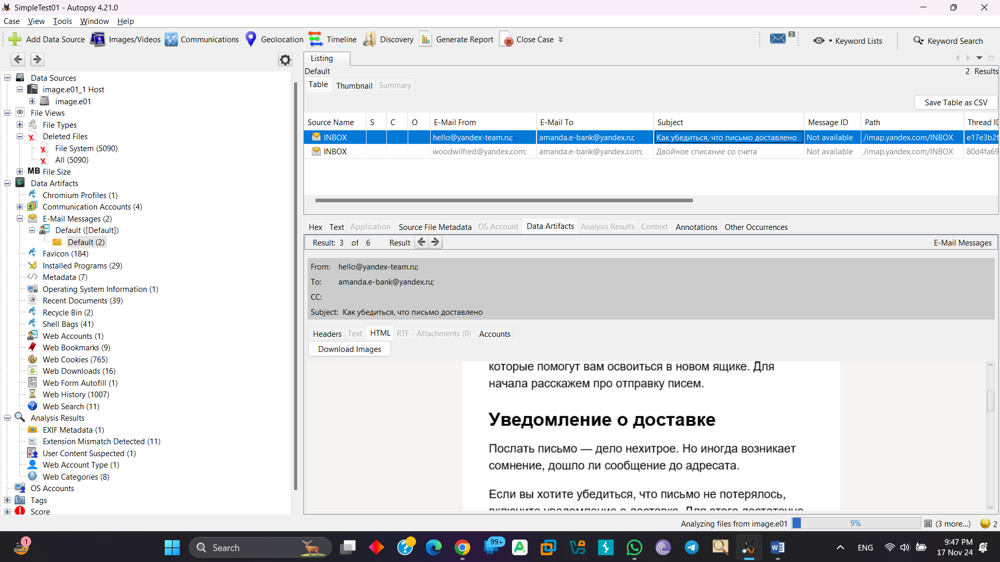 SimpleTest01 - Autopsy 4.21.0
Case View Tools Window Help
Add Data Source Images/Videos Communications Geolocation Timeline Discovery Generate Report Close Case 3 Keyword Lists Keyword Search
Data Sources
image.e01_1 Host
image.e01
File Views
File Types
Deleted Files
File System (5090)
All (5090)
MB File Size
Data Artifacts
Chromium Profiles (1)
Communication Accounts (4)
E-Mail Messages (2)
Default ([Default])
Default (2)
Favicon (184)
Installed Programs (29)
Metadata (7)
Operating System Information (1)
Recent Documents (39)
Recycle Bin (2)
Shell Bags (41)
Web Accounts (1)
Web Bookmarks (9)
Web Cookies (765)
Web Downloads (16)
Web Form Autofill (1)
Web History (1007)
Web Search (11)
Analysis Results
EXIF Metadata (1)
Extension Mismatch Detected (11)
User Content Suspected (1)
Web Account Type (1)
Web Categories (8)
OS Accounts
Tags
Score
Listing
Default 2 Results
Table Thumbnail Summary
Save Table as CSV
Source Name S C O E-Mail From E-Mail To Subject Message ID Path Thread ID
INBOX hello@yandex-team.ru; amanda.e-bank@yandex.ru; Как убедиться, что письмо доставлено Not available /imap.yandex.com/INBOX e17e3b2f
INBOX woodwilfred@yandex.com; amanda.e-bank@yandex.com; Двойное списание со счета Not available /imap.yandex.com/INBOX 80d4fa69
Hex Text Application Source File Metadata OS Account Data Artifacts Analysis Results Context Annotations Other Occurrences
Result: 3 of 6 Result E-Mail Messages
From: hello@yandex-team.ru;
To: amanda.e-bank@yandex.ru;
CC:
Subject: Как убедиться, что письмо доставлено
Headers Text HTML RTF Attachments (0) Accounts
Download Images
которые помогут вам освоиться в новом ящике. Для
начала расскажем про отправку писем.
Уведомление о доставке
Послать письмо — дело нехитрое. Но иногда возникает
сомнение, дошло ли сообщение до адресата.
Если вы хотите убедиться, что письмо не потерялось,
включите уведомление о доставке. Для этого достаточно
Analyzing files from image.e01 9% (3 more...) 2
1 Search 99+ ENG 9:47 PM
17 Nov 24